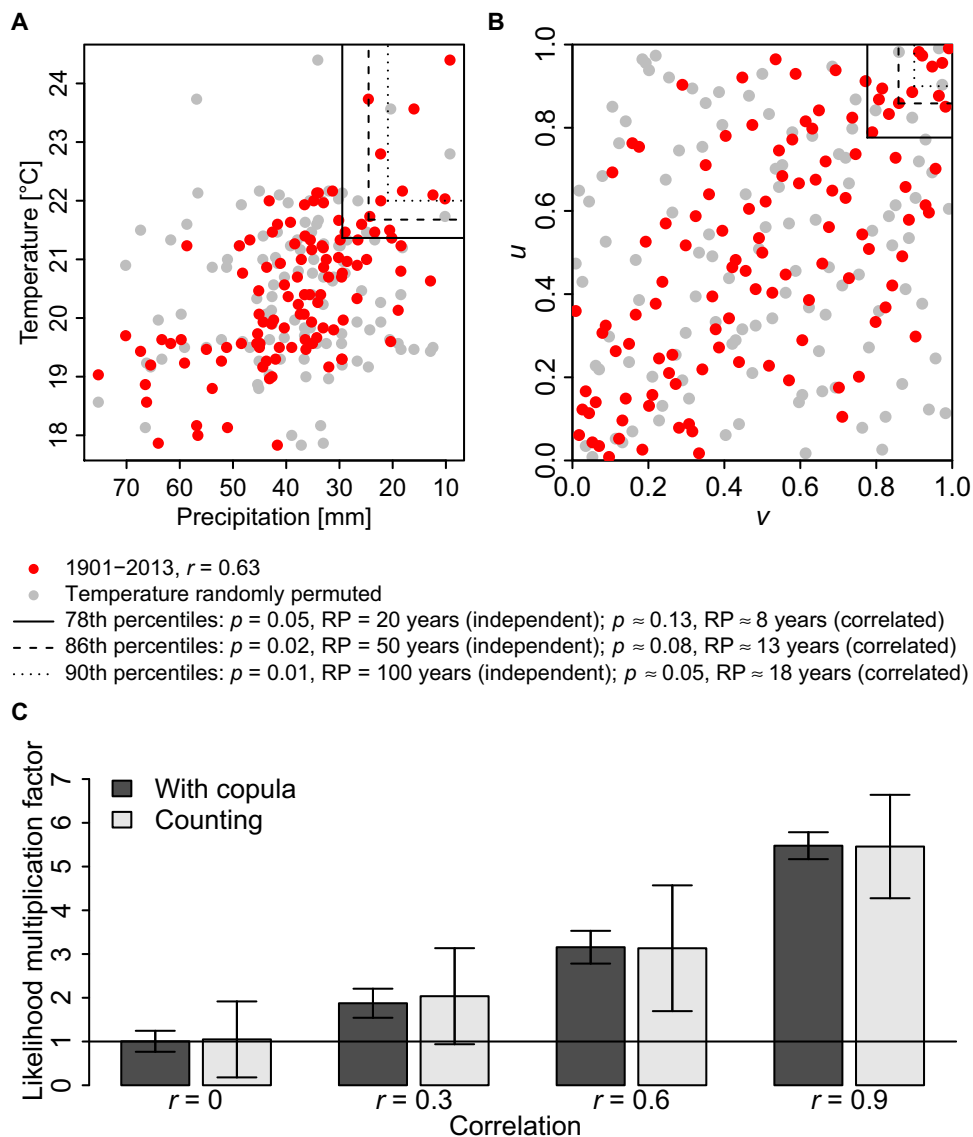 A
Temperature [°C]
24
23
22
21
20
19
18
70 60 50 40 30 20 10
Precipitation [mm]
B
u
1.0
0.8
0.6
0.4
0.2
0.0
0.0 0.2 0.4 0.6 0.8 1.0
v
1901−2013, r = 0.63
Temperature randomly permuted
78th percentiles: p = 0.05, RP = 20 years (independent); p ≈ 0.13, RP ≈ 8 years (correlated)
86th percentiles: p = 0.02, RP = 50 years (independent); p ≈ 0.08, RP ≈ 13 years (correlated)
90th percentiles: p = 0.01, RP = 100 years (independent); p ≈ 0.05, RP ≈ 18 years (correlated)
C
Likelihood multiplication factor
7
6
5
4
3
2
1
0
With copula
Counting
r = 0 r = 0.3 r = 0.6 r = 0.9
Correlation